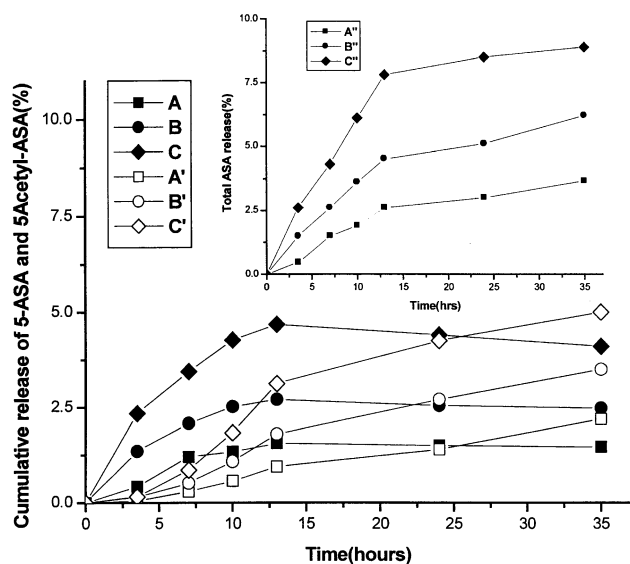 Cumulative release of 5-ASA and 5Acetyl-ASA(%)
10.0
7.5
5.0
2.5
0.0
A
B
C
A'
B'
C'
0
5
10
15
20
25
30
35
Time(hours)
Total ASA release(%)
10.0
7.5
5.0
2.5
0.0
A"
B"
C"
0
5
10
15
20
25
30
35
Time(hrs)